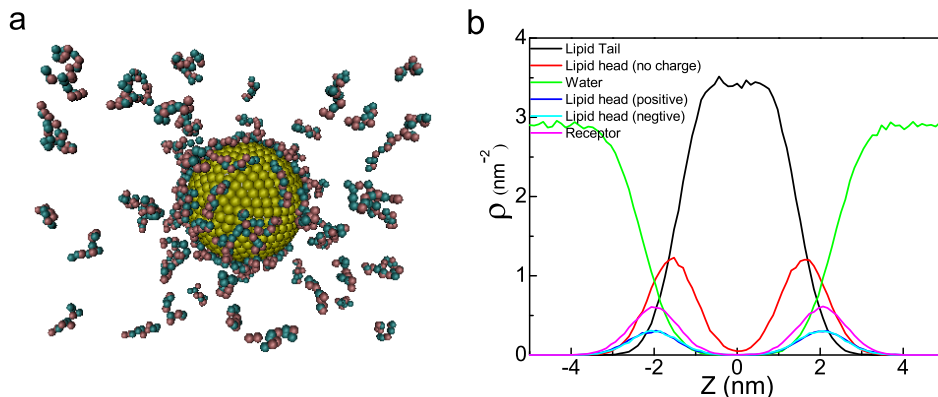 a
b
4
3
2
1
0
ρ (nm⁻²)
Lipid Tail
Lipid head (no charge)
Water
Lipid head (positive)
Lipid head (negtive)
Receptor
-4
-2
0
2
4
Z (nm)